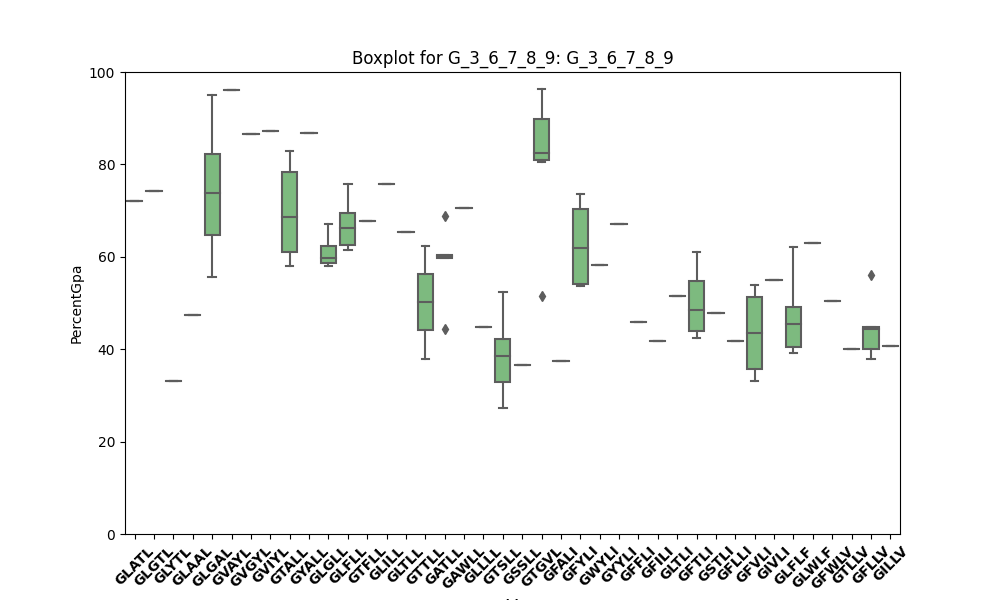 Boxplot for G_3_6_7_8_9: G_3_6_7_8_9
PercentGpa
100
80
60
40
20
0
GLATL
GLGTL
GLYTL
GLAAL
GLGAL
GVAYL
GVGYL
GVIYL
GTALL
GYALL
GLGLL
GLFLL
GTFLL
GLILL
GLTLL
GTTLL
GATLL
GAWLL
GLLLL
GTSLL
GSSLL
GTGVL
GFALI
GFYLI
GWYLI
GYYLI
GFFLI
GFILI
GLTLI
GFTLI
GSTLI
GFLLI
GFVLI
GIVLI
GLFLF
GLWLF
GFWLV
GTLLV
GFLLV
GILLV